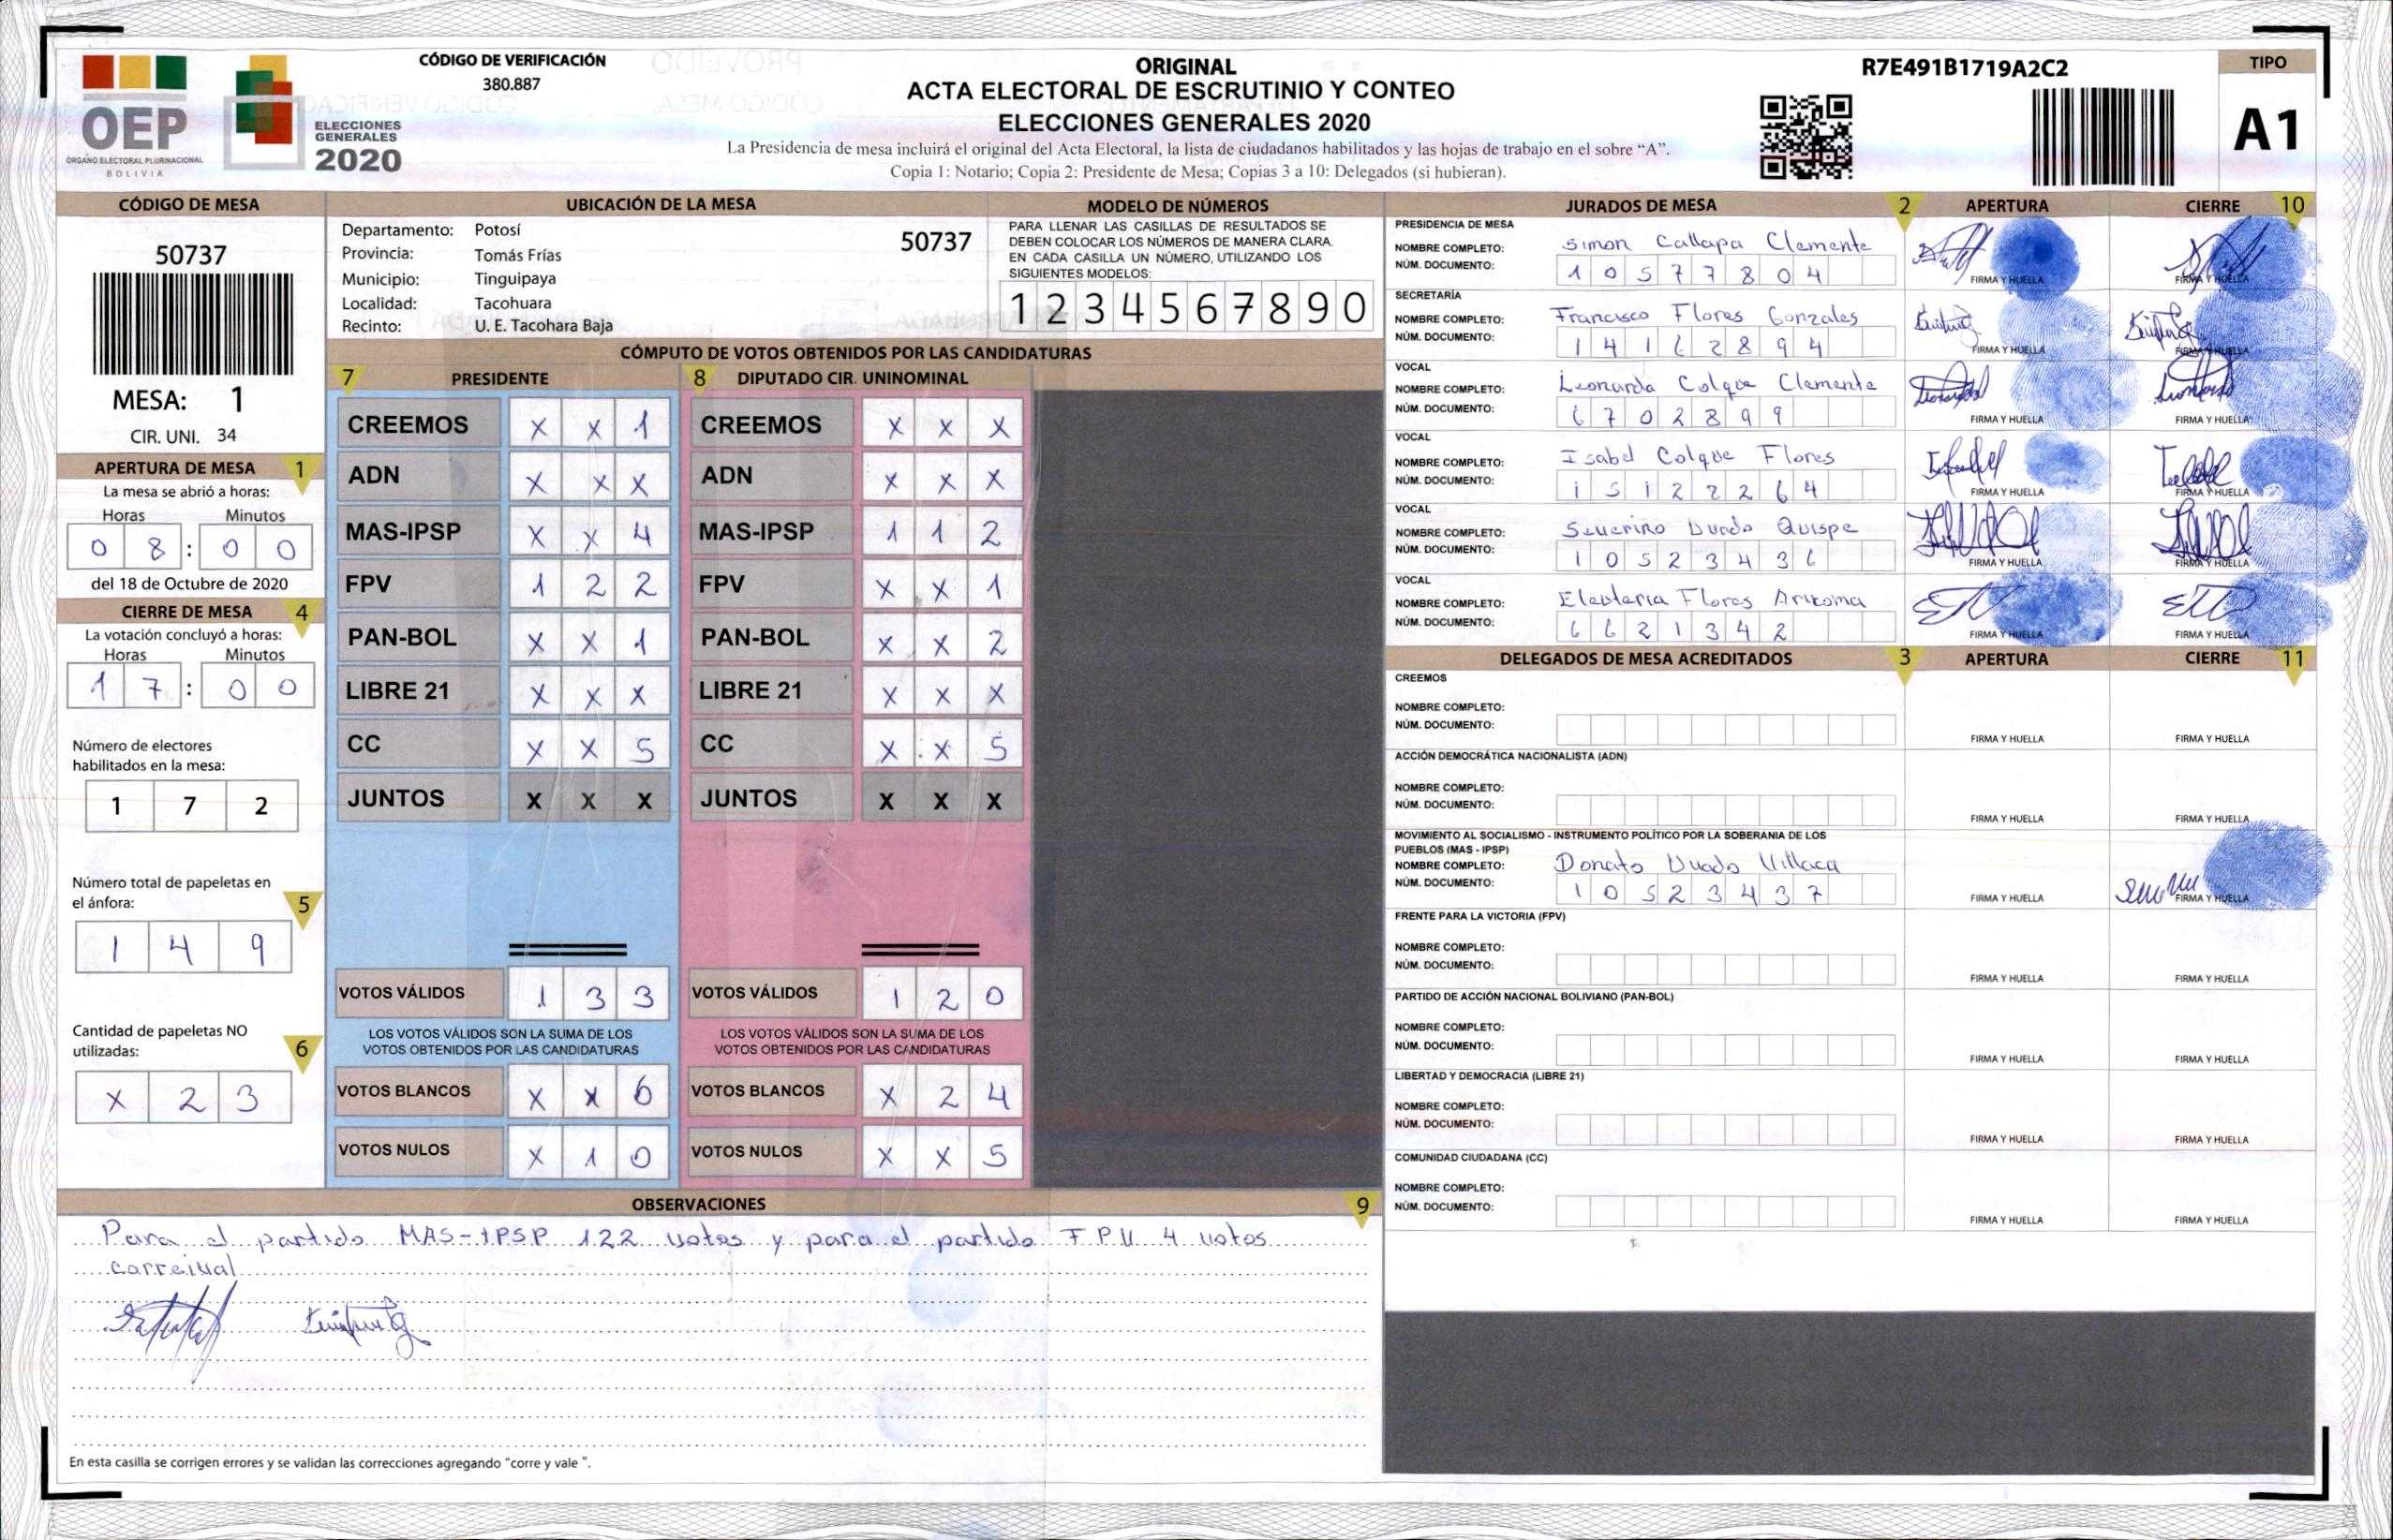 OEP
ÓRGANO ELECTORAL PLURINACIONAL
BOLIVIA
ELECCIONES
GENERALES
2020
CÓDIGO DE VERIFICACIÓN
380.887
ORIGINAL
ACTA ELECTORAL DE ESCRUTINIO Y CONTEO
ELECCIONES GENERALES 2020
La Presidencia de mesa incluirá el original del Acta Electoral, la lista de ciudadanos habilitados y las hojas de trabajo en el sobre “A”.
Copia 1: Notario; Copia 2: Presidente de Mesa; Copias 3 a 10: Delegados (si hubieran).
R7E491B1719A2C2
TIPO
A1
CÓDIGO DE MESA
50737
MESA: 1
CIR. UNI. 34
APERTURA DE MESA 1
La mesa se abrió a horas:
Horas Minutos
0 8 : 0 0
del 18 de Octubre de 2020
CIERRE DE MESA 4
La votación concluyó a horas:
Horas Minutos
1 7 : 0 0
Número de electores
habilitados en la mesa:
1 7 2
Número total de papeletas en
el ánfora: 5
1 4 9
Cantidad de papeletas NO
utilizadas: 6
X 2 3
UBICACIÓN DE LA MESA
Departamento: Potosí
50737
Provincia: Tomás Frías
Municipio: Tinguipaya
Localidad: Tacohuara
Recinto: U. E. Tacohara Baja
MODELO DE NÚMEROS
PARA LLENAR LAS CASILLAS DE RESULTADOS SE
DEBEN COLOCAR LOS NÚMEROS DE MANERA CLARA.
EN CADA CASILLA UN NÚMERO, UTILIZANDO LOS
SIGUIENTES MODELOS:
1 2 3 4 5 6 7 8 9 0
CÓMPUTO DE VOTOS OBTENIDOS POR LAS CANDIDATURAS
7 PRESIDENTE 8 DIPUTADO CIR. UNINOMINAL
CREEMOS X X 1 CREEMOS X X X
ADN X X X ADN X X X
MAS-IPSP X X 4 MAS-IPSP 1 1 2
FPV 1 2 2 FPV X X 1
PAN-BOL X X 1 PAN-BOL X X 2
LIBRE 21 X X X LIBRE 21 X X X
CC X X 5 CC X X 5
JUNTOS X X X JUNTOS X X X
VOTOS VÁLIDOS 1 3 3 VOTOS VÁLIDOS 1 2 0
LOS VOTOS VÁLIDOS SON LA SUMA DE LOS LOS VOTOS VÁLIDOS SON LA SUMA DE LOS
VOTOS OBTENIDOS POR LAS CANDIDATURAS VOTOS OBTENIDOS POR LAS CANDIDATURAS
VOTOS BLANCOS X X 6 VOTOS BLANCOS X 2 4
VOTOS NULOS X 1 0 VOTOS NULOS X X 5
OBSERVACIONES 9
Para el partido MAS-IPSP 122 votos y para el partido FPV 4 votos
En esta casilla se corrigen errores y se validan las correcciones agregando “corre y vale ”.
JURADOS DE MESA 2 APERTURA CIERRE 10
PRESIDENCIA DE MESA
NOMBRE COMPLETO: Simon Callapa Clemente
NÚM. DOCUMENTO: 1 0 5 7 7 8 0 4
FIRMA Y HUELLA FIRMA Y HUELLA
SECRETARÍA
NOMBRE COMPLETO: Francisco Flores Gonzales
NÚM. DOCUMENTO: 1 4 1 6 2 8 9 4
FIRMA Y HUELLA FIRMA Y HUELLA
VOCAL
NOMBRE COMPLETO: Leonarda Colque Clemente
NÚM. DOCUMENTO: 6 7 0 2 8 9 9
FIRMA Y HUELLA FIRMA Y HUELLA
VOCAL
NOMBRE COMPLETO: Isabel Colque Flores
NÚM. DOCUMENTO: 1 5 1 2 2 2 6 4
FIRMA Y HUELLA FIRMA Y HUELLA
VOCAL
NOMBRE COMPLETO: Severino Quispe
NÚM. DOCUMENTO: 1 0 5 2 3 4 3 6
FIRMA Y HUELLA FIRMA Y HUELLA
VOCAL
NOMBRE COMPLETO: Flores
NÚM. DOCUMENTO: 6 6 2 1 3 4 2
FIRMA Y HUELLA FIRMA Y HUELLA
DELEGADOS DE MESA ACREDITADOS 3 APERTURA CIERRE 11
CREEMOS
NOMBRE COMPLETO:
NÚM. DOCUMENTO:
FIRMA Y HUELLA FIRMA Y HUELLA
ACCIÓN DEMOCRÁTICA NACIONALISTA (ADN)
NOMBRE COMPLETO:
NÚM. DOCUMENTO:
FIRMA Y HUELLA FIRMA Y HUELLA
MOVIMIENTO AL SOCIALISMO - INSTRUMENTO POLÍTICO POR LA SOBERANIA DE LOS
PUEBLOS (MAS - IPSP)
NOMBRE COMPLETO: Donato
NÚM. DOCUMENTO: 1 0 5 2 3 4 3 7
FIRMA Y HUELLA FIRMA Y HUELLA
FRENTE PARA LA VICTORIA (FPV)
NOMBRE COMPLETO:
NÚM. DOCUMENTO:
FIRMA Y HUELLA FIRMA Y HUELLA
PARTIDO DE ACCIÓN NACIONAL BOLIVIANO (PAN-BOL)
NOMBRE COMPLETO:
NÚM. DOCUMENTO:
FIRMA Y HUELLA FIRMA Y HUELLA
LIBERTAD Y DEMOCRACIA (LIBRE 21)
NOMBRE COMPLETO:
NÚM. DOCUMENTO:
FIRMA Y HUELLA FIRMA Y HUELLA
COMUNIDAD CIUDADANA (CC)
NOMBRE COMPLETO:
NÚM. DOCUMENTO:
FIRMA Y HUELLA FIRMA Y HUELLA